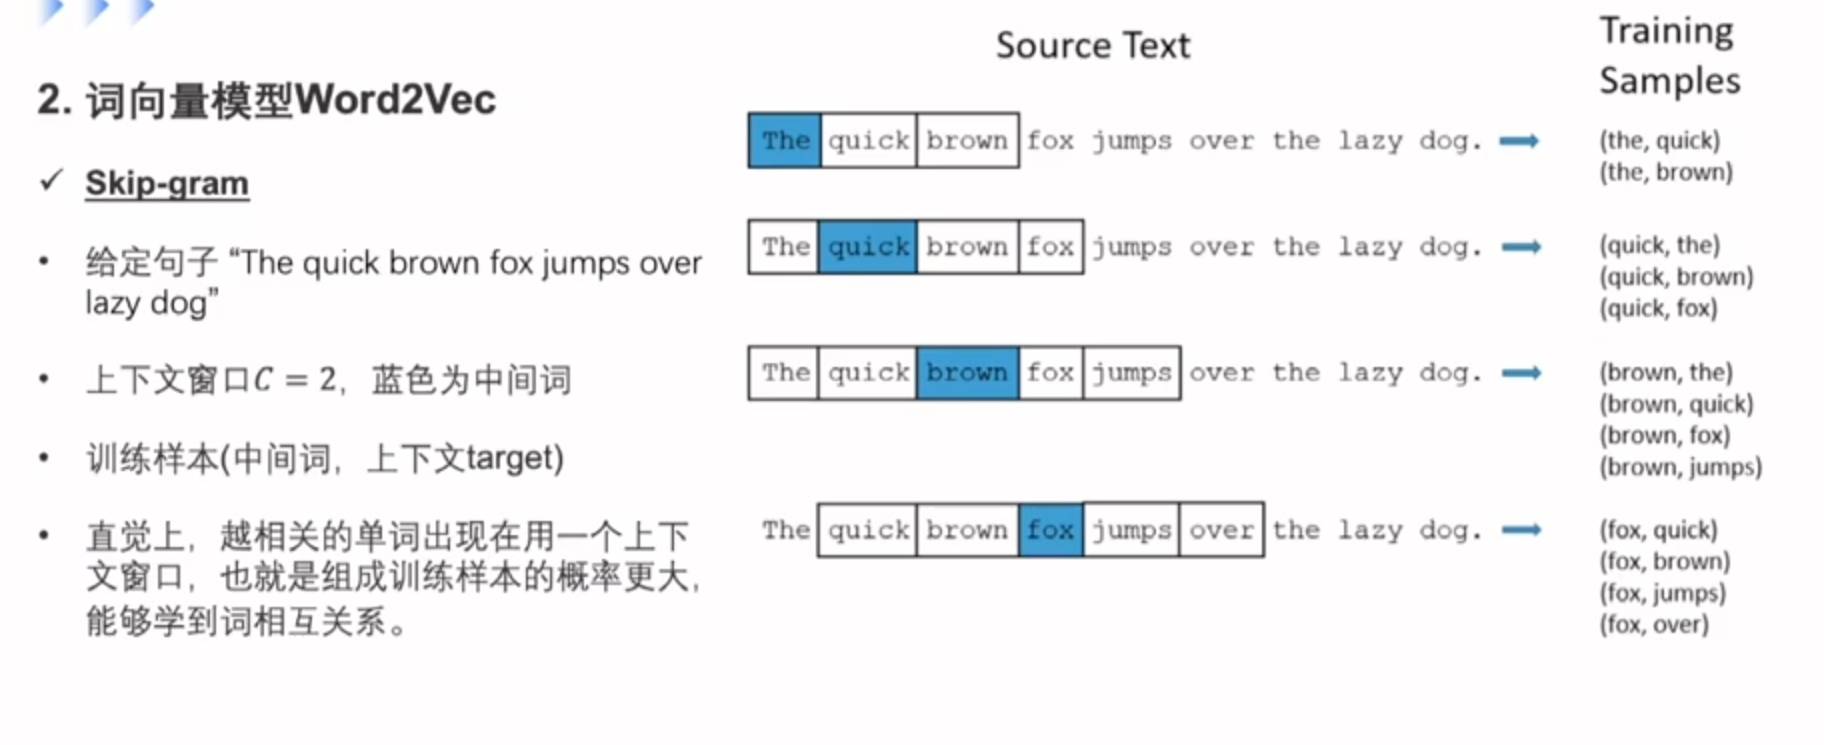 2. 词向量模型Word2Vec
✓ Skip-gram
• 给定句子 “The quick brown fox jumps over
lazy dog”
• 上下文窗口C = 2，蓝色为中间词
• 训练样本(中间词，上下文target)
• 直觉上，越相关的单词出现在用一个上下
文窗口，也就是组成训练样本的概率更大，
能够学到词相互关系。
Source Text
Training
Samples
The quick brown fox jumps over the lazy dog.
(the, quick)
(the, brown)
The quick brown fox jumps over the lazy dog.
(quick, the)
(quick, brown)
(quick, fox)
The quick brown fox jumps over the lazy dog.
(brown, the)
(brown, quick)
(brown, fox)
(brown, jumps)
The quick brown fox jumps over the lazy dog.
(fox, quick)
(fox, brown)
(fox, jumps)
(fox, over)